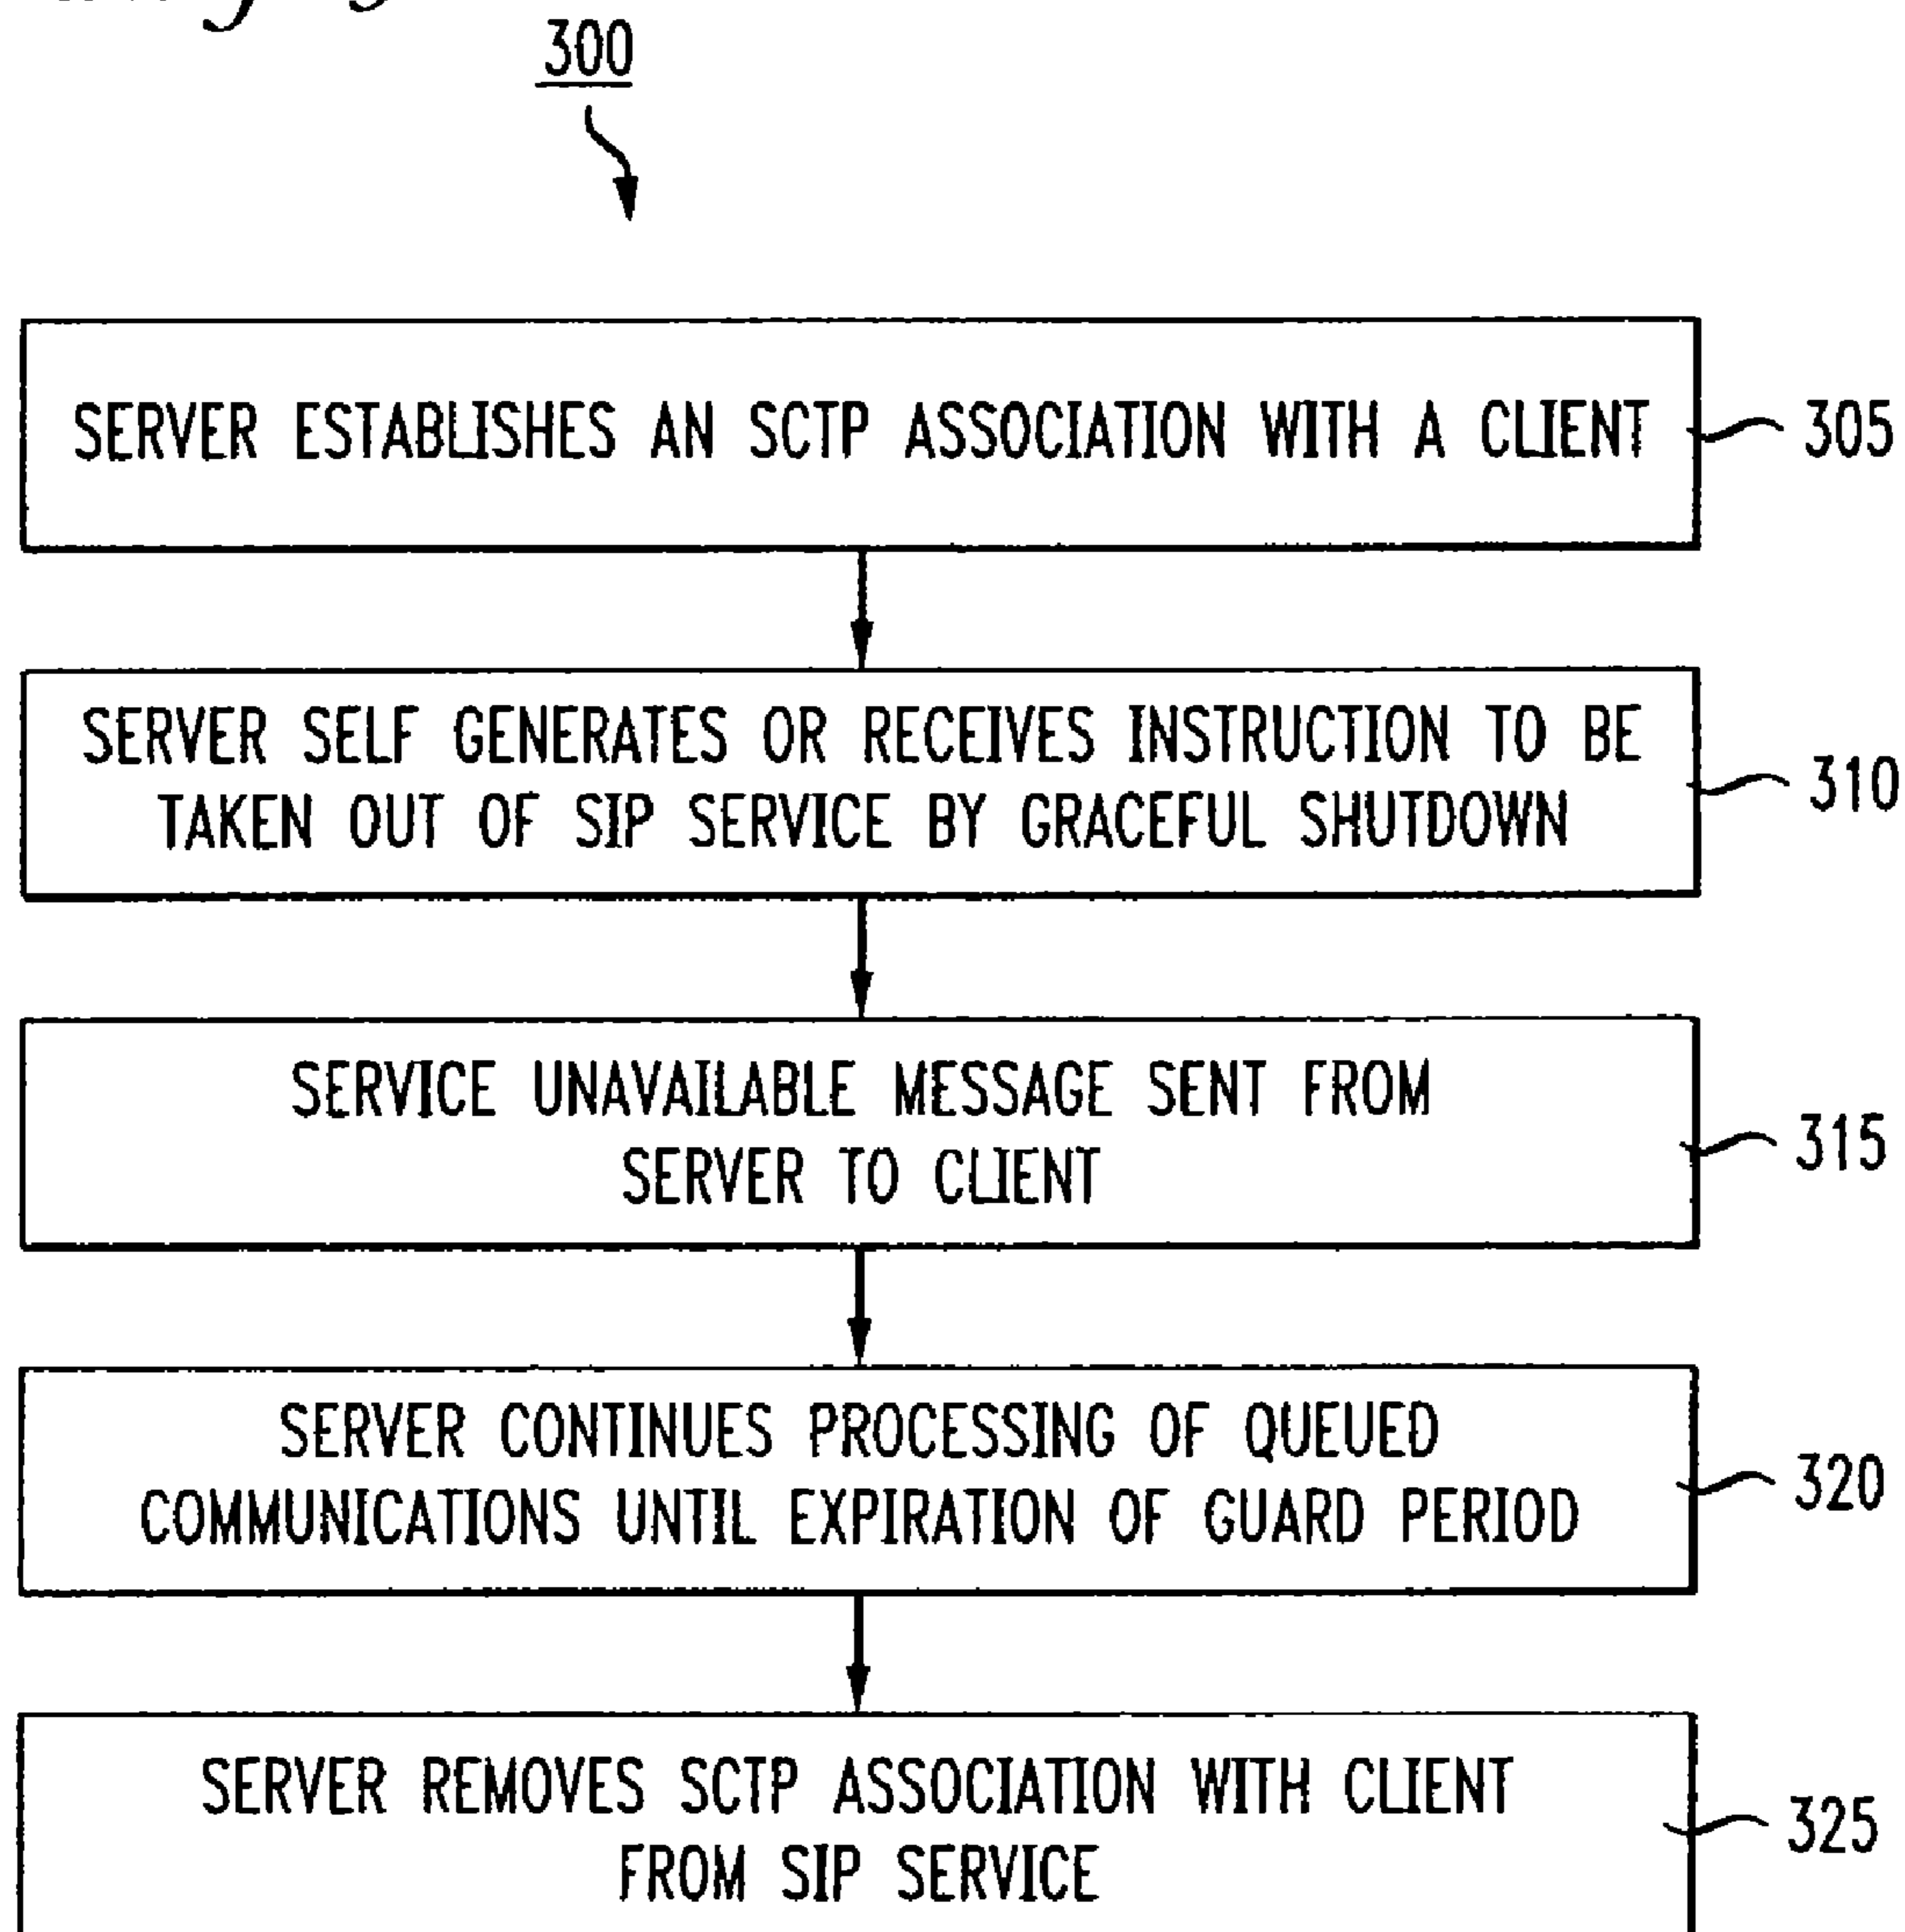 300
SERVER ESTABLISHES AN SCTP ASSOCIATION WITH A CLIENT
305
SERVER SELF GENERATES OR RECEIVES INSTRUCTION TO BE
TAKEN OUT OF SIP SERVICE BY GRACEFUL SHUTDOWN
310
SERVICE UNAVAILABLE MESSAGE SENT FROM
SERVER TO CLIENT
315
SERVER CONTINUES PROCESSING OF QUEUED
COMMUNICATIONS UNTIL EXPIRATION OF GUARD PERIOD
320
SERVER REMOVES SCTP ASSOCIATION WITH CLIENT
FROM SIP SERVICE
325